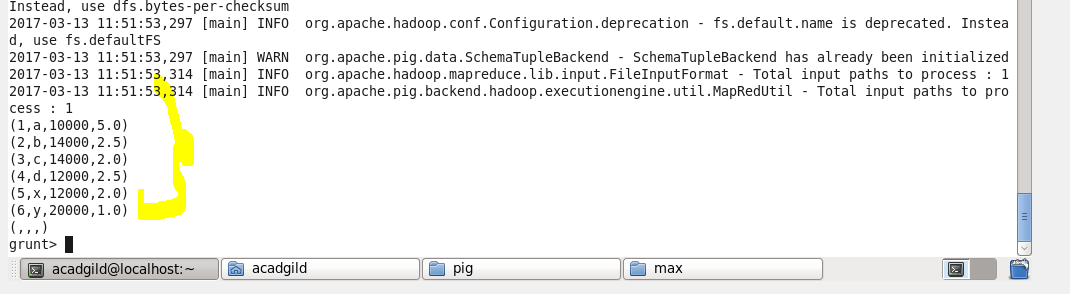 Instead, use dfs.bytes-per-checksum
2017-03-13 11:51:53,297 [main] INFO  org.apache.hadoop.conf.Configuration.deprecation - fs.default.name is deprecated. Instea
d, use fs.defaultFS
2017-03-13 11:51:53,297 [main] WARN  org.apache.pig.data.SchemaTupleBackend - SchemaTupleBackend has already been initialized
2017-03-13 11:51:53,314 [main] INFO  org.apache.hadoop.mapreduce.lib.input.FileInputFormat - Total input paths to process : 1
2017-03-13 11:51:53,314 [main] INFO  org.apache.pig.backend.hadoop.executionengine.util.MapRedUtil - Total input paths to pro
cess : 1
(1,a,10000,5.0)
(2,b,14000,2.5)
(3,c,14000,2.0)
(4,d,12000,2.5)
(5,x,12000,2.0)
(6,y,20000,1.0)
(,,,)
grunt>
acadgild@localhost:~ acadgild pig max